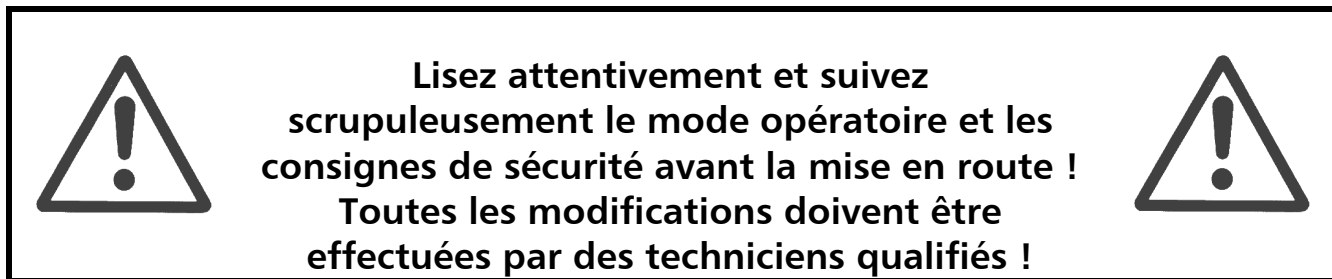 Lisez attentivement et suivez
scrupuleusement le mode opératoire et les
consignes de sécurité avant la mise en route !
Toutes les modifications doivent être
effectuées par des techniciens qualifiés !